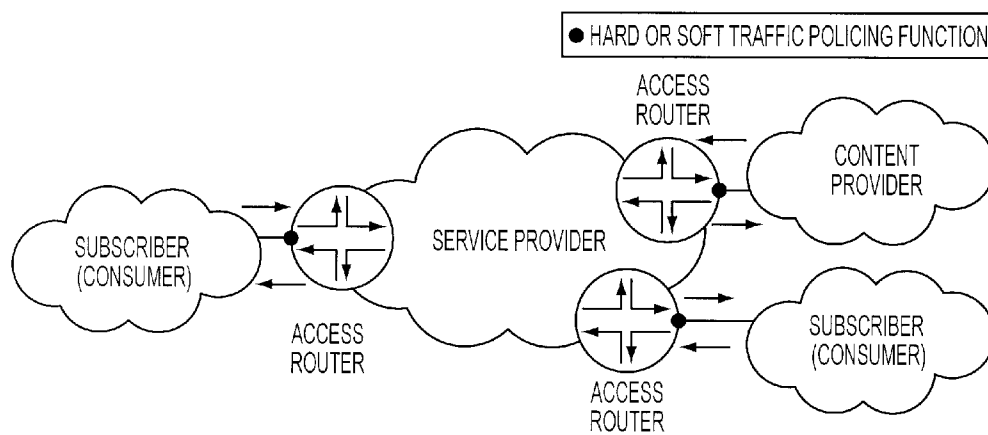 ● HARD OR SOFT TRAFFIC POLICING FUNCTION
ACCESS
ROUTER
CONTENT
PROVIDER
SUBSCRIBER
(CONSUMER)
SERVICE PROVIDER
ACCESS
ROUTER
SUBSCRIBER
(CONSUMER)
ACCESS
ROUTER